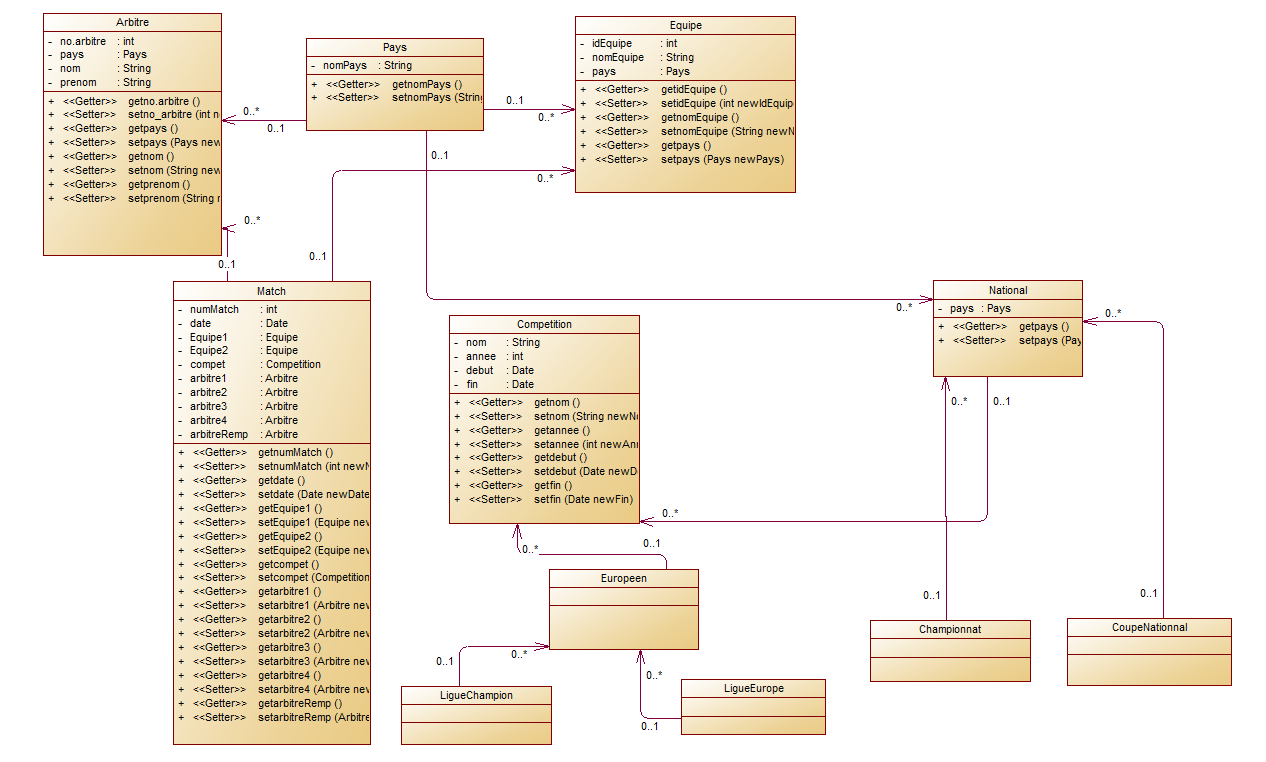 Arbitre
- no.arbitre : int
- pays : Pays
- nom : String
- prenom : String
+ <<Getter>> getno.arbitre ()
+ <<Setter>> setno_arbitre (int n
+ <<Getter>> getpays ()
+ <<Setter>> setpays (Pays new
+ <<Getter>> getnom ()
+ <<Setter>> setnom (String new
+ <<Getter>> getprenom ()
+ <<Setter>> setprenom (String r
Pays
- nomPays : String
+ <<Getter>> getnomPays ()
+ <<Setter>> setnomPays (String
Equipe
- idEquipe : int
- nomEquipe : String
- pays : Pays
+ <<Getter>> getidEquipe ()
+ <<Setter>> setidEquipe (int newIdEquipe
+ <<Getter>> getnomEquipe ()
+ <<Setter>> setnomEquipe (String newN
+ <<Getter>> getpays ()
+ <<Setter>> setpays (Pays newPays)
0..*
0..1
0..1
0..*
0..1
0..*
0..*
0..1
0..1
Match
- numMatch : int
- date : Date
- Equipe1 : Equipe
- Equipe2 : Equipe
- compet : Competition
- arbitre1 : Arbitre
- arbitre2 : Arbitre
- arbitre3 : Arbitre
- arbitre4 : Arbitre
- arbitreRemp : Arbitre
+ <<Getter>> getnumMatch ()
+ <<Setter>> setnumMatch (int newN
+ <<Getter>> getdate ()
+ <<Setter>> setdate (Date newDate
+ <<Getter>> getEquipe1 ()
+ <<Setter>> setEquipe1 (Equipe nev
+ <<Getter>> getEquipe2 ()
+ <<Setter>> setEquipe2 (Equipe nev
+ <<Getter>> getcompet ()
+ <<Setter>> setcompet (Competition
+ <<Getter>> getarbitre1 ()
+ <<Setter>> setarbitre1 (Arbitre nev
+ <<Getter>> getarbitre2 ()
+ <<Setter>> setarbitre2 (Arbitre nev
+ <<Getter>> getarbitre3 ()
+ <<Setter>> setarbitre3 (Arbitre nev
+ <<Getter>> getarbitre4 ()
+ <<Setter>> setarbitre4 (Arbitre nev
+ <<Getter>> getarbitreRemp ()
+ <<Setter>> setarbitreRemp (Arbitre
Competition
- nom : String
- annee : int
- debut : Date
- fin : Date
+ <<Getter>> getnom ()
+ <<Setter>> setnom (String newNo
+ <<Getter>> getannee ()
+ <<Setter>> setannee (int newAnn
+ <<Getter>> getdebut ()
+ <<Setter>> setdebut (Date newD
+ <<Getter>> getfin ()
+ <<Setter>> setfin (Date newFin)
National
- pays : Pays
+ <<Getter>> getpays ()
+ <<Setter>> setpays (Pay
0..*
0..*
0..*
0..1
0..*
0..*
0..1
Europeen
0..1
0..1
Championnat
CoupeNationnal
0..1
0..*
0..*
LigueChampion
LigueEurope
0..1